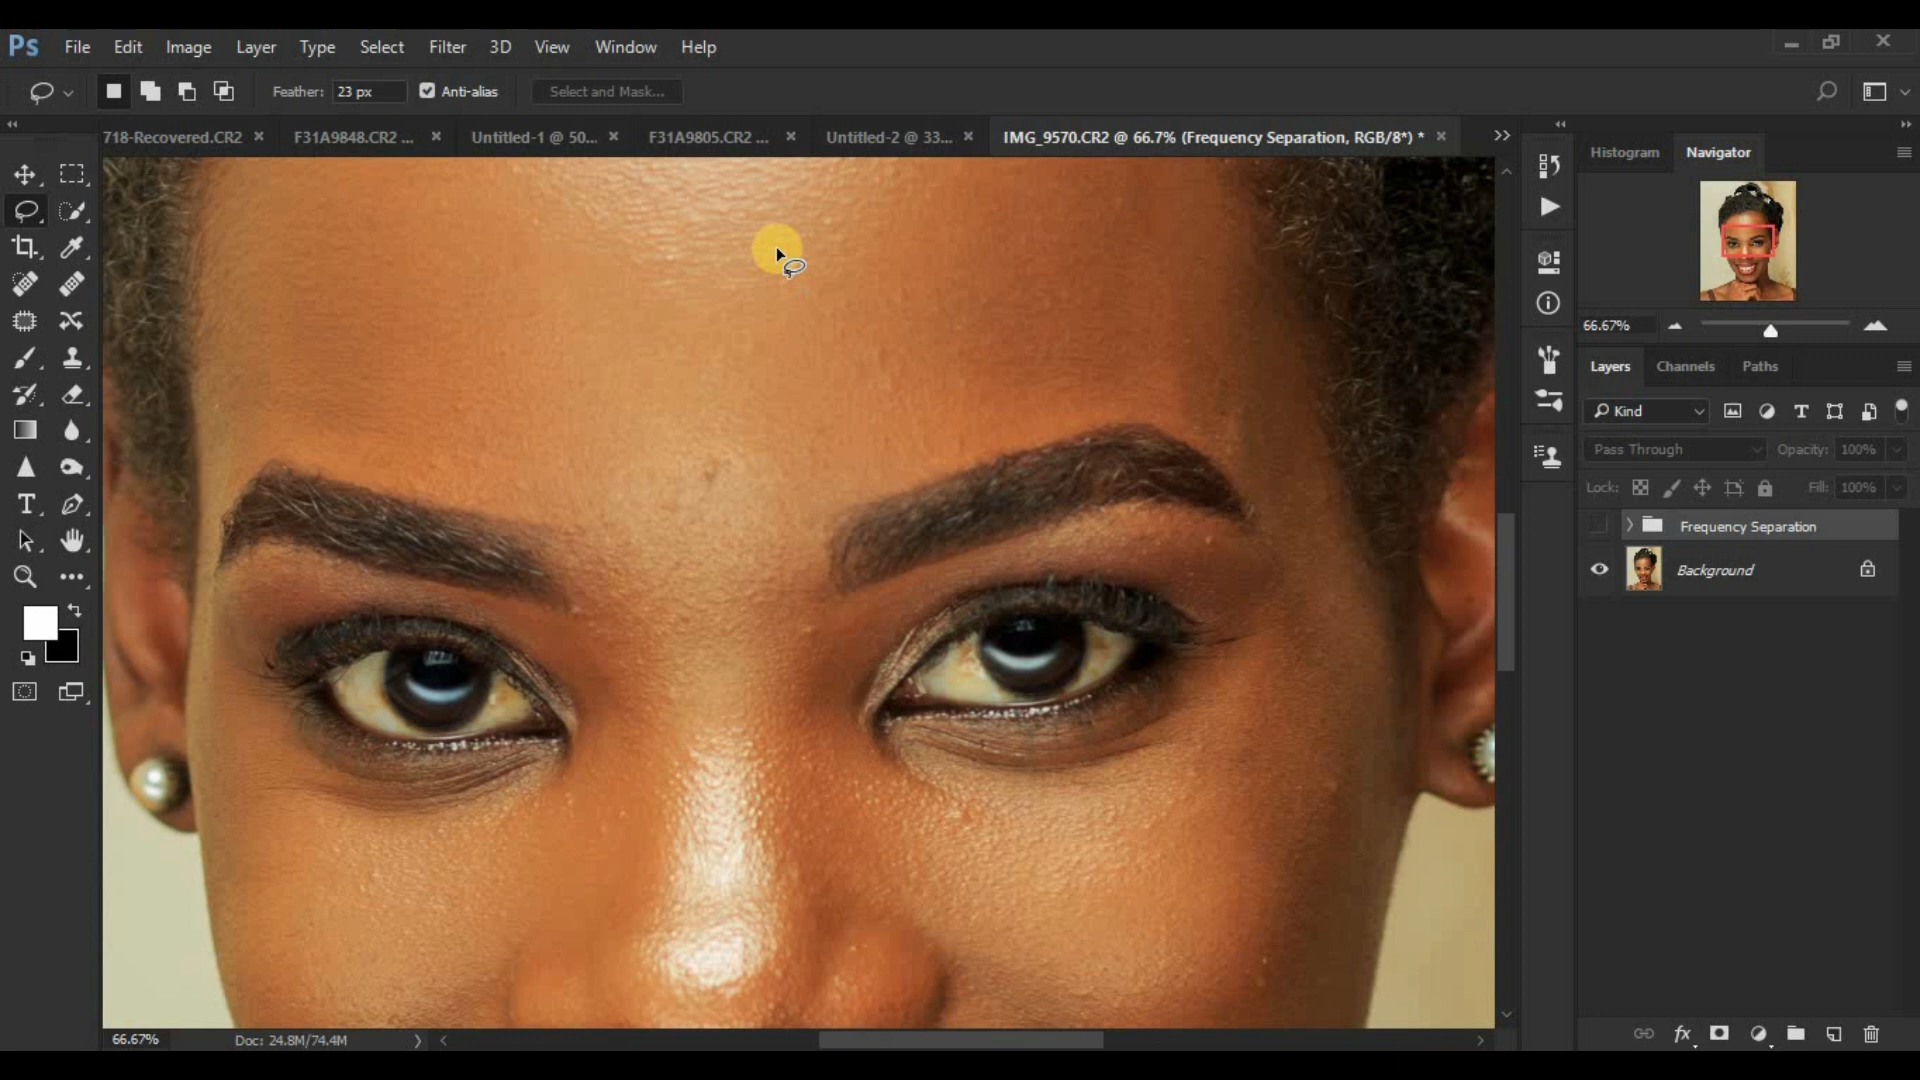 Ps File Edit Image Layer Type Select Filter 3D View Window Help
Feather: 23 px Anti-alias Select and Mask...
718-Recovered.CR2 F31A9848.CR2 ... Untitled-1 @ 50... F31A9805.CR2 ... Untitled-2 @ 33... IMG_9570.CR2 @ 66.7% (Frequency Separation, RGB/8*) *
Histogram Navigator
66.67%
Layers Channels Paths
Kind
Pass Through Opacity: 100%
Lock: Fill: 100%
Frequency Separation
Background
66.67% Doc: 24.8M/74.4M